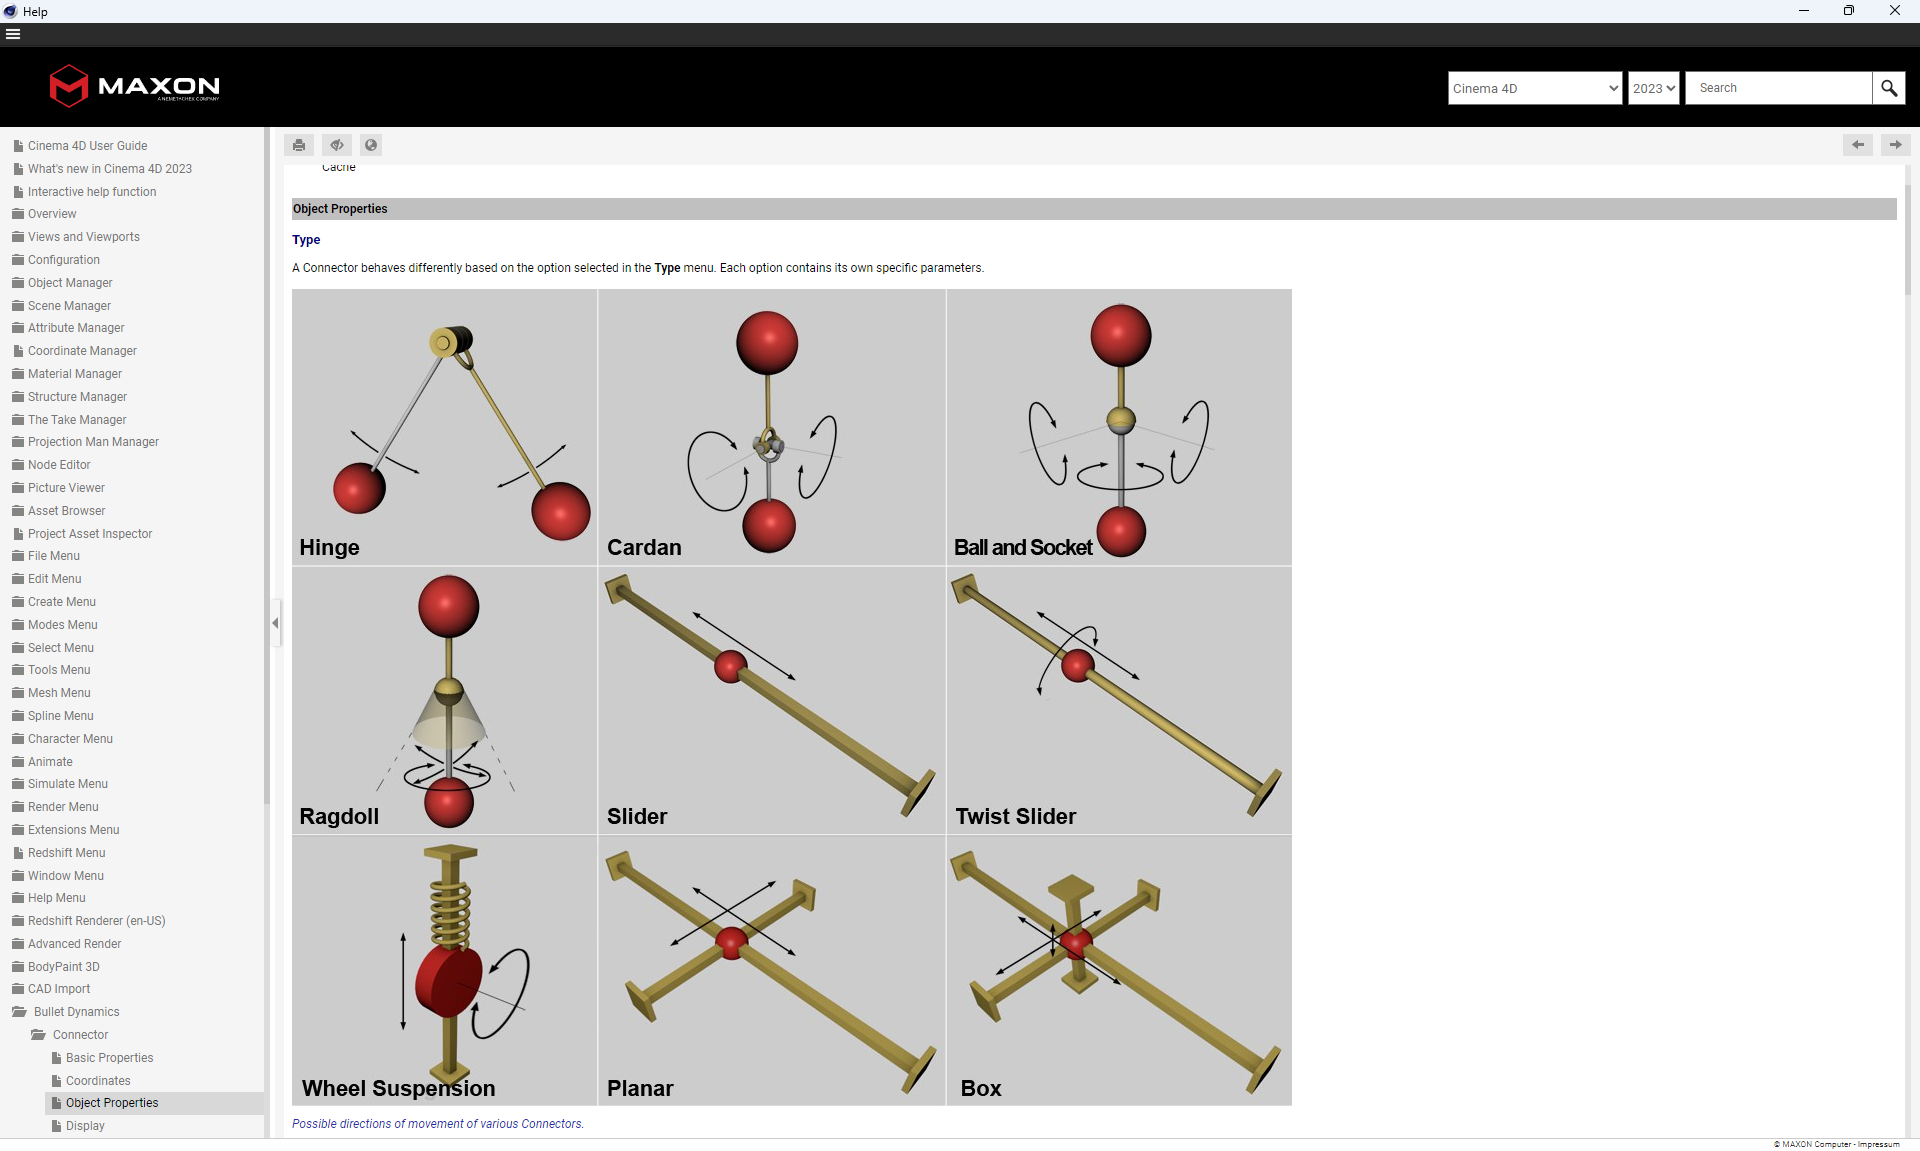 Help
MAXON
A NEMETSCHEK COMPANY
Cinema 4D
2023
Search
Cinema 4D User Guide
What's new in Cinema 4D 2023
Interactive help function
Overview
Views and Viewports
Configuration
Object Manager
Scene Manager
Attribute Manager
Coordinate Manager
Material Manager
Structure Manager
The Take Manager
Projection Man Manager
Node Editor
Picture Viewer
Asset Browser
Project Asset Inspector
File Menu
Edit Menu
Create Menu
Modes Menu
Select Menu
Tools Menu
Mesh Menu
Spline Menu
Character Menu
Animate
Simulate Menu
Render Menu
Extensions Menu
Redshift Menu
Window Menu
Help Menu
Redshift Renderer (en-US)
Advanced Render
BodyPaint 3D
CAD Import
Bullet Dynamics
Connector
Basic Properties
Coordinates
Object Properties
Display
Cache
Object Properties
Type
A Connector behaves differently based on the option selected in the Type menu. Each option contains its own specific parameters.
Hinge
Cardan
Ball and Socket
Ragdoll
Slider
Twist Slider
Wheel Suspension
Planar
Box
Possible directions of movement of various Connectors.
© MAXON Computer - Impressum